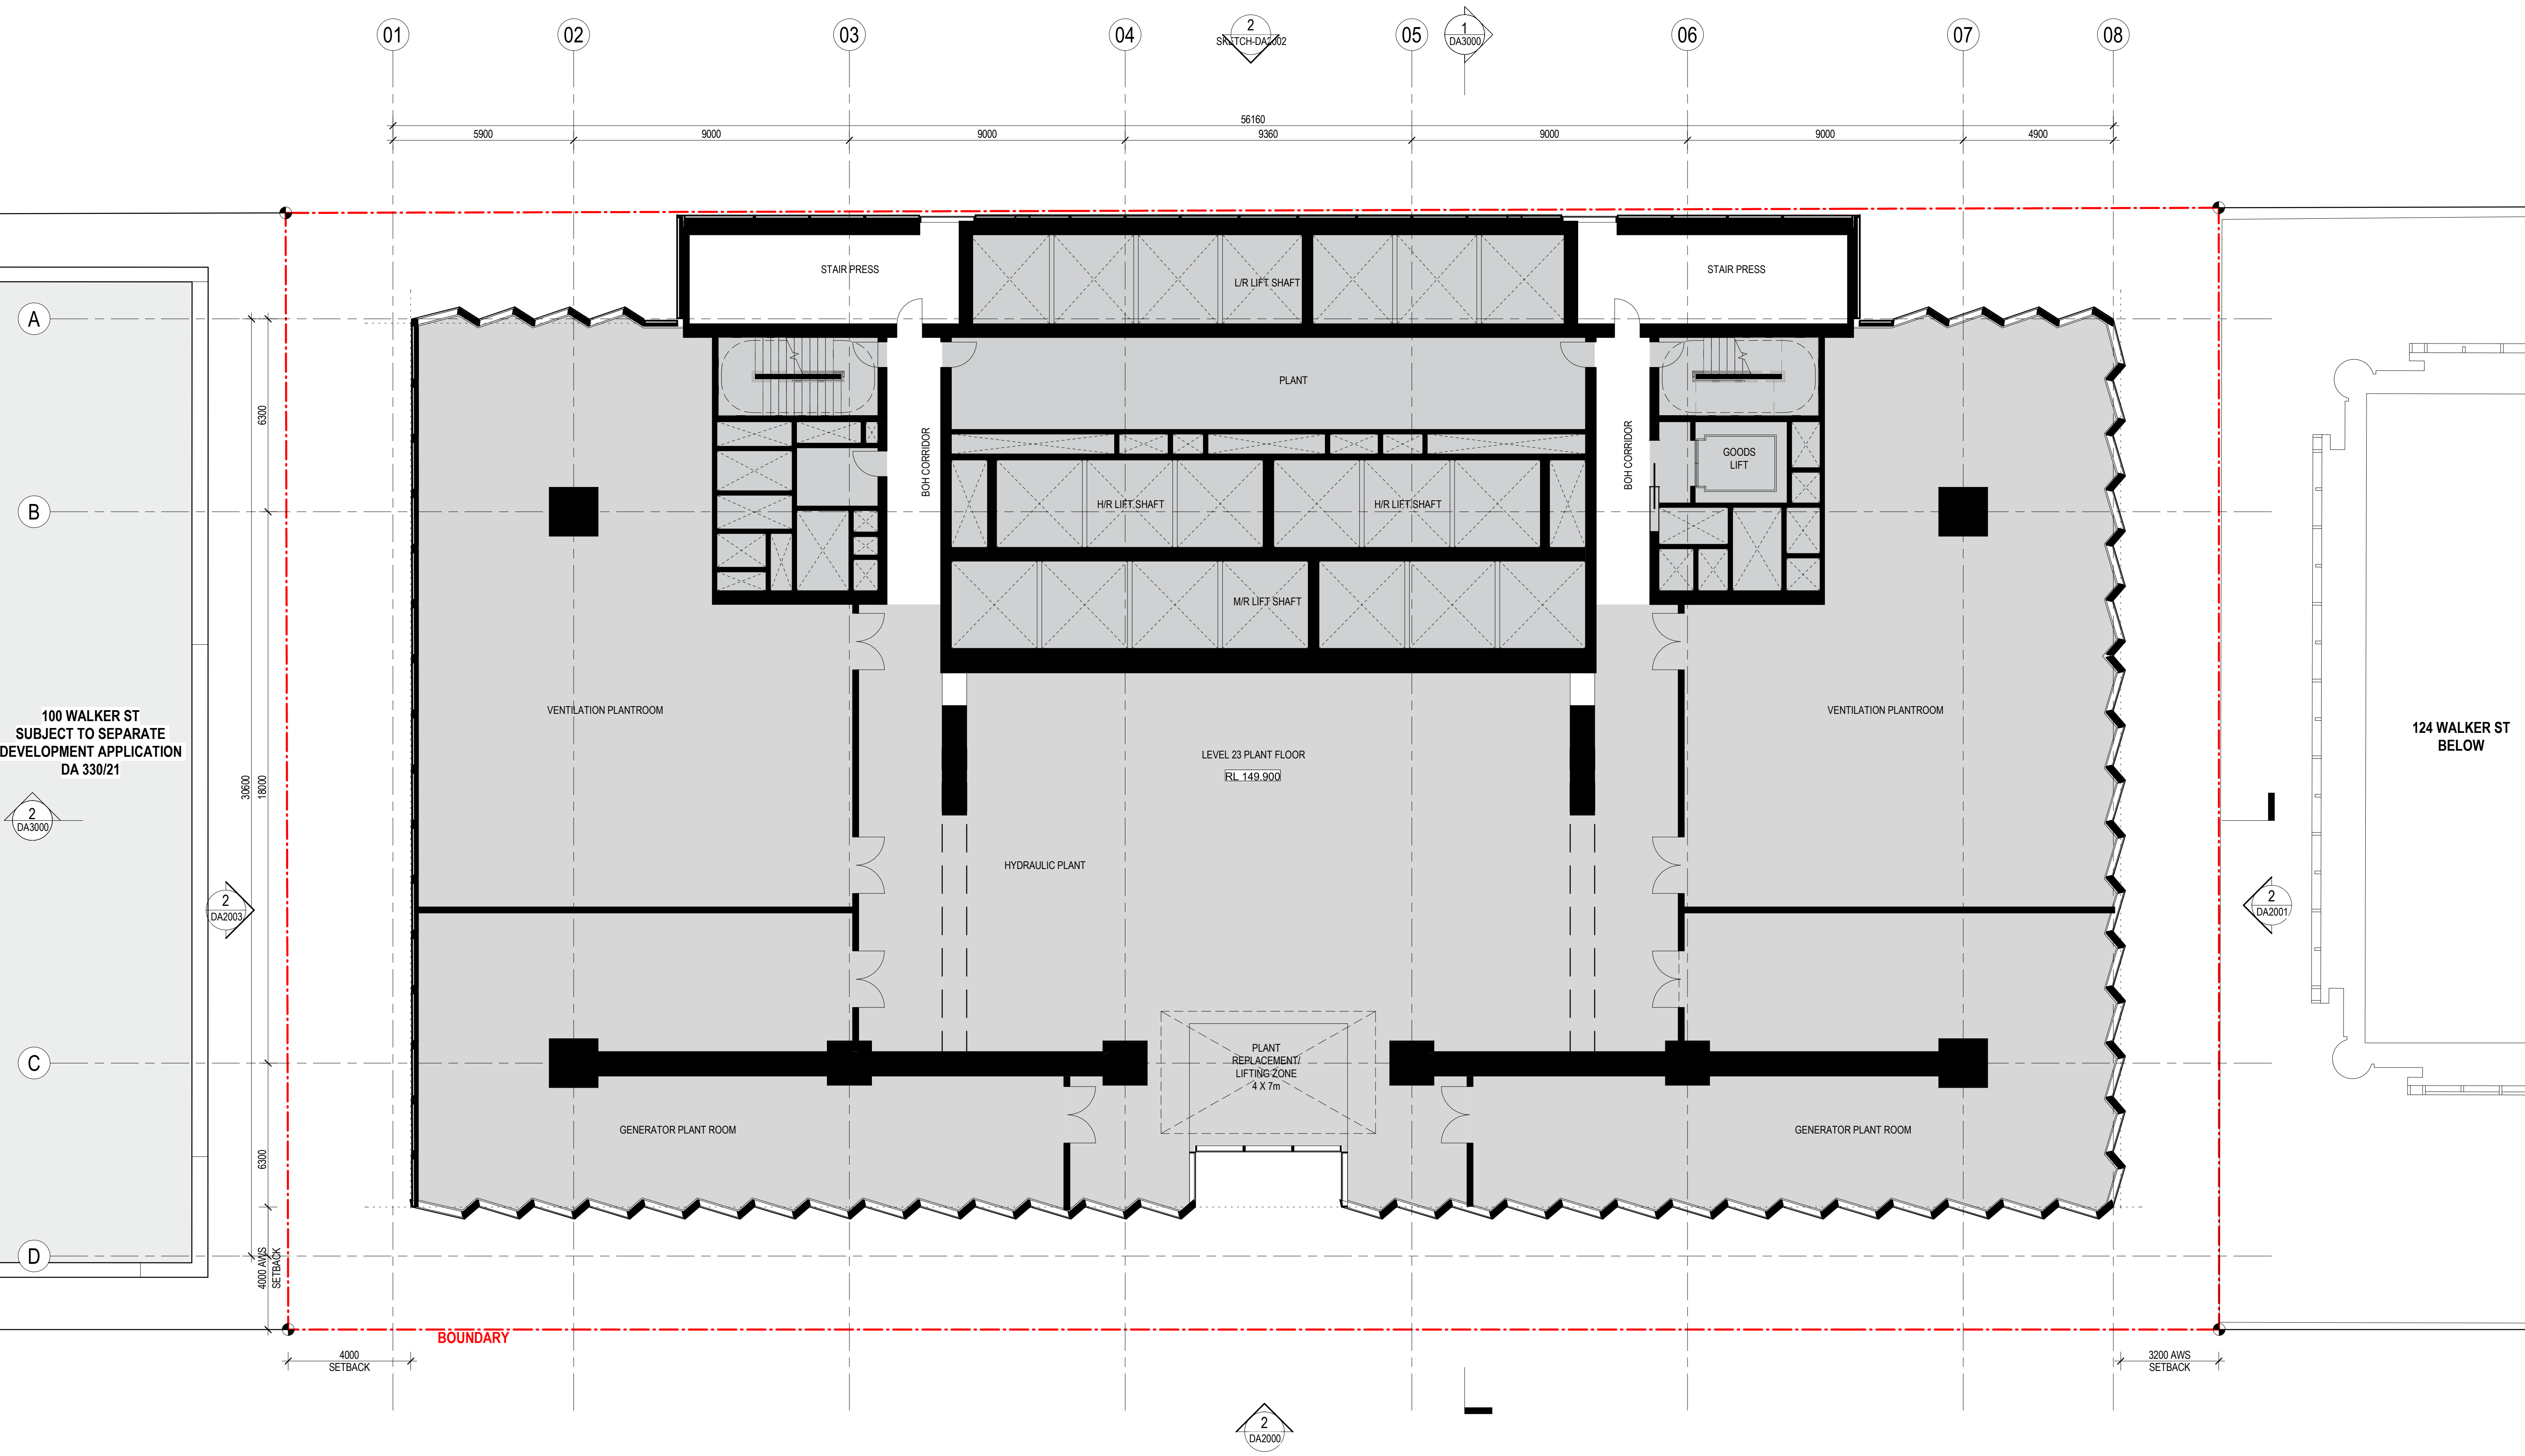 01
02
03
04
2
SKETCH-DA2002
05
1
DA3000
06
07
08
56160
5900
9000
9000
9360
9000
9000
4900
STAIR PRESS
L/R LIFT SHAFT
STAIR PRESS
A
PLANT
6300
BOH CORRIDOR
BOH CORRIDOR
GOODS
LIFT
B
H/R LIFT SHAFT
H/R LIFT SHAFT
M/R LIFT SHAFT
100 WALKER ST
SUBJECT TO SEPARATE
DEVELOPMENT APPLICATION
DA 330/21
VENTILATION PLANTROOM
VENTILATION PLANTROOM
124 WALKER ST
BELOW
LEVEL 23 PLANT FLOOR
RL 149.900
30600
18000
2
DA3000
HYDRAULIC PLANT
2
DA2003
2
DA2001
C
PLANT
REPLACEMENT/
LIFTING ZONE
4 X 7m
GENERATOR PLANT ROOM
GENERATOR PLANT ROOM
6300
D
4000 AWS
SETBACK
BOUNDARY
4000
SETBACK
3200 AWS
SETBACK
2
DA2000